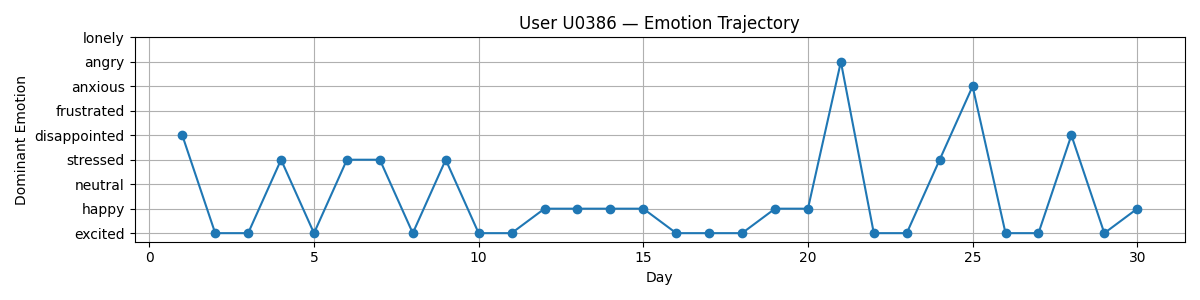 User U0386 — Emotion Trajectory
Dominant Emotion
lonely
angry
anxious
frustrated
disappointed
stressed
neutral
happy
excited
0 5 10 15 20 25 30
Day